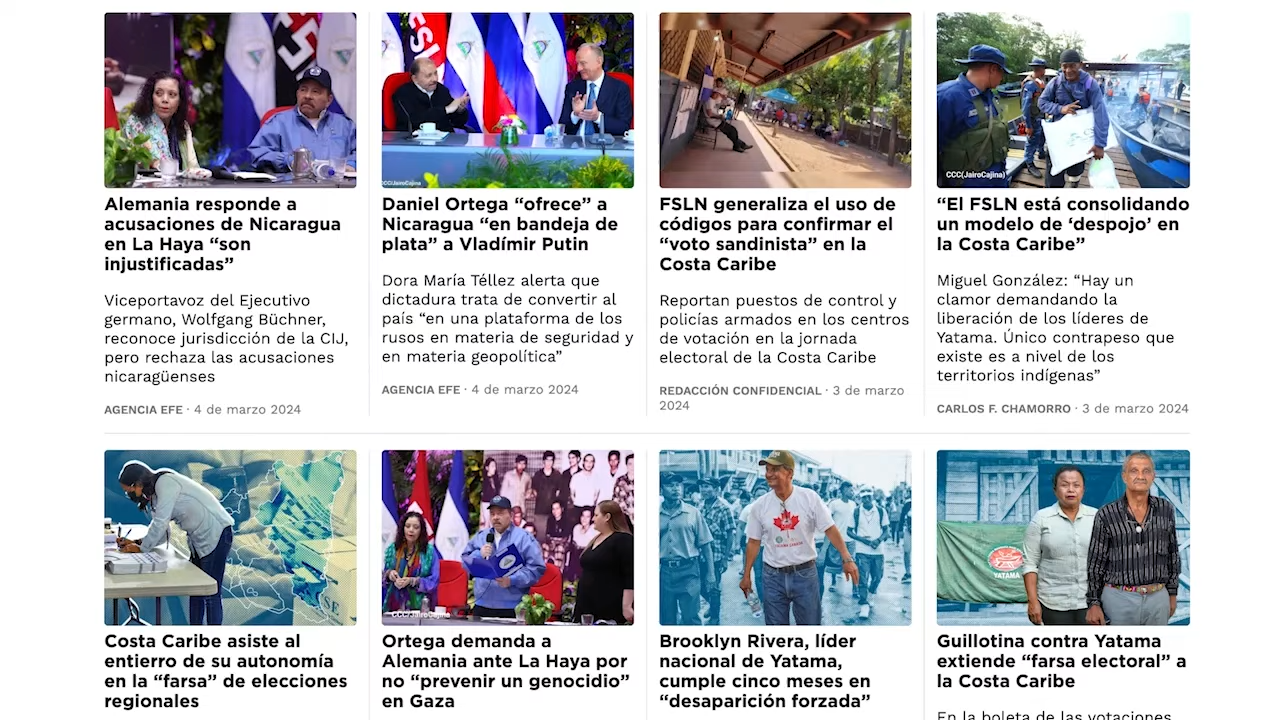 CCC(JairoCajina)
CCC(JairoCajina)
Alemania responde a
acusaciones de Nicaragua
en La Haya “son
injustificadas”
Viceportavoz del Ejecutivo
germano, Wolfgang Büchner,
reconoce jurisdicción de la CIJ,
pero rechaza las acusaciones
nicaragüenses
AGENCIA EFE · 4 de marzo 2024
Daniel Ortega “ofrece” a
Nicaragua “en bandeja de
plata” a Vladímir Putin
Dora María Téllez alerta que
dictadura trata de convertir al
país “en una plataforma de los
rusos en materia de seguridad y
en materia geopolítica”
AGENCIA EFE · 4 de marzo 2024
FSLN generaliza el uso de
códigos para confirmar el
“voto sandinista” en la
Costa Caribe
Reportan puestos de control y
policías armados en los centros
de votación en la jornada
electoral de la Costa Caribe
REDACCIÓN CONFIDENCIAL · 3 de marzo
2024
“El FSLN está consolidando
un modelo de ‘despojo’ en
la Costa Caribe”
Miguel González: “Hay un
clamor demandando la
liberación de los líderes de
Yatama. Único contrapeso que
existe es a nivel de los
territorios indígenas”
CARLOS F. CHAMORRO · 3 de marzo 2024
CCC(JairoCajina)
YATAMA
Costa Caribe asiste al
entierro de su autonomía
en la “farsa” de elecciones
regionales
Ortega demanda a
Alemania ante La Haya por
no “prevenir un genocidio”
en Gaza
Brooklyn Rivera, líder
nacional de Yatama,
cumple cinco meses en
“desaparición forzada”
Guillotina contra Yatama
extiende “farsa electoral” a
la Costa Caribe
En la boleta de las votaciones